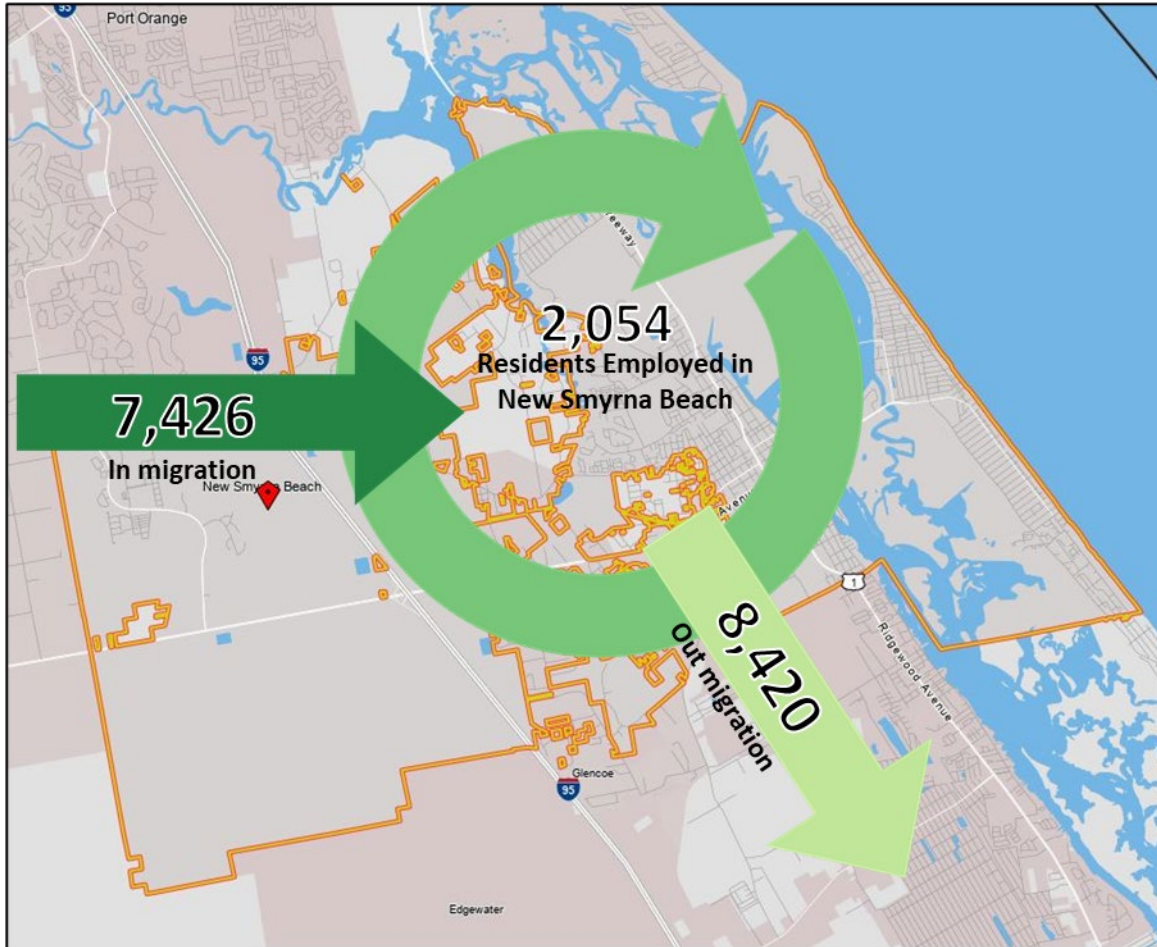 95
Port Orange
reeway
2,054
Residents Employed in
New Smyrna Beach
95
7,426
In migration
New Smyrna Beach
Avenue
1
8,420
Out migration
Ridgewood Avenue
Glencoe
95
Edgewater